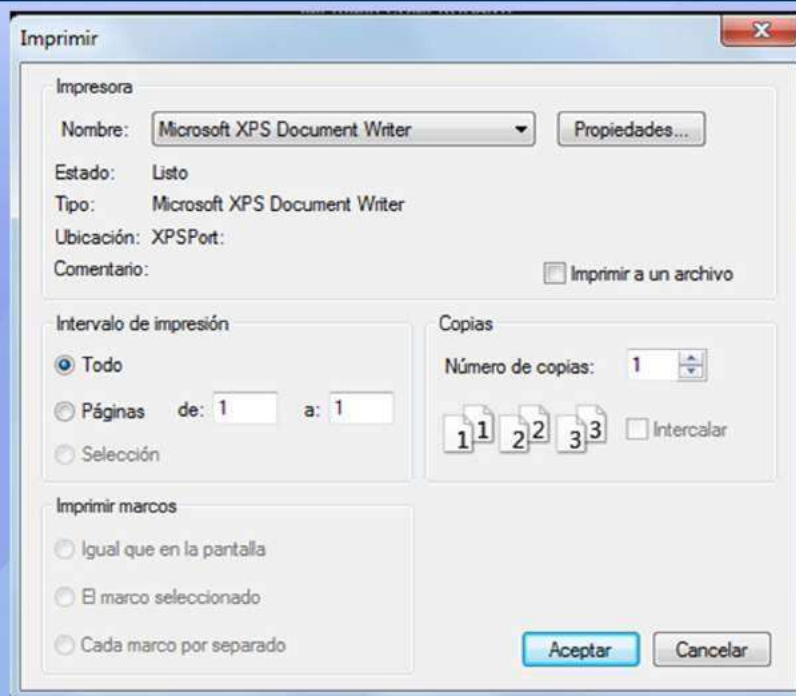 Imprimir
Impresora
Nombre: Microsoft XPS Document Writer Propiedades...
Estado: Listo
Tipo: Microsoft XPS Document Writer
Ubicación: XPSPort:
Comentario: Imprimir a un archivo
Intervalo de impresión
Todo
Páginas de: 1 a: 1
Selección
Copias
Número de copias: 1
1 1 2 2 3 3 Intercalar
Imprimir marcos
Igual que en la pantalla
El marco seleccionado
Cada marco por separado
Aceptar Cancelar